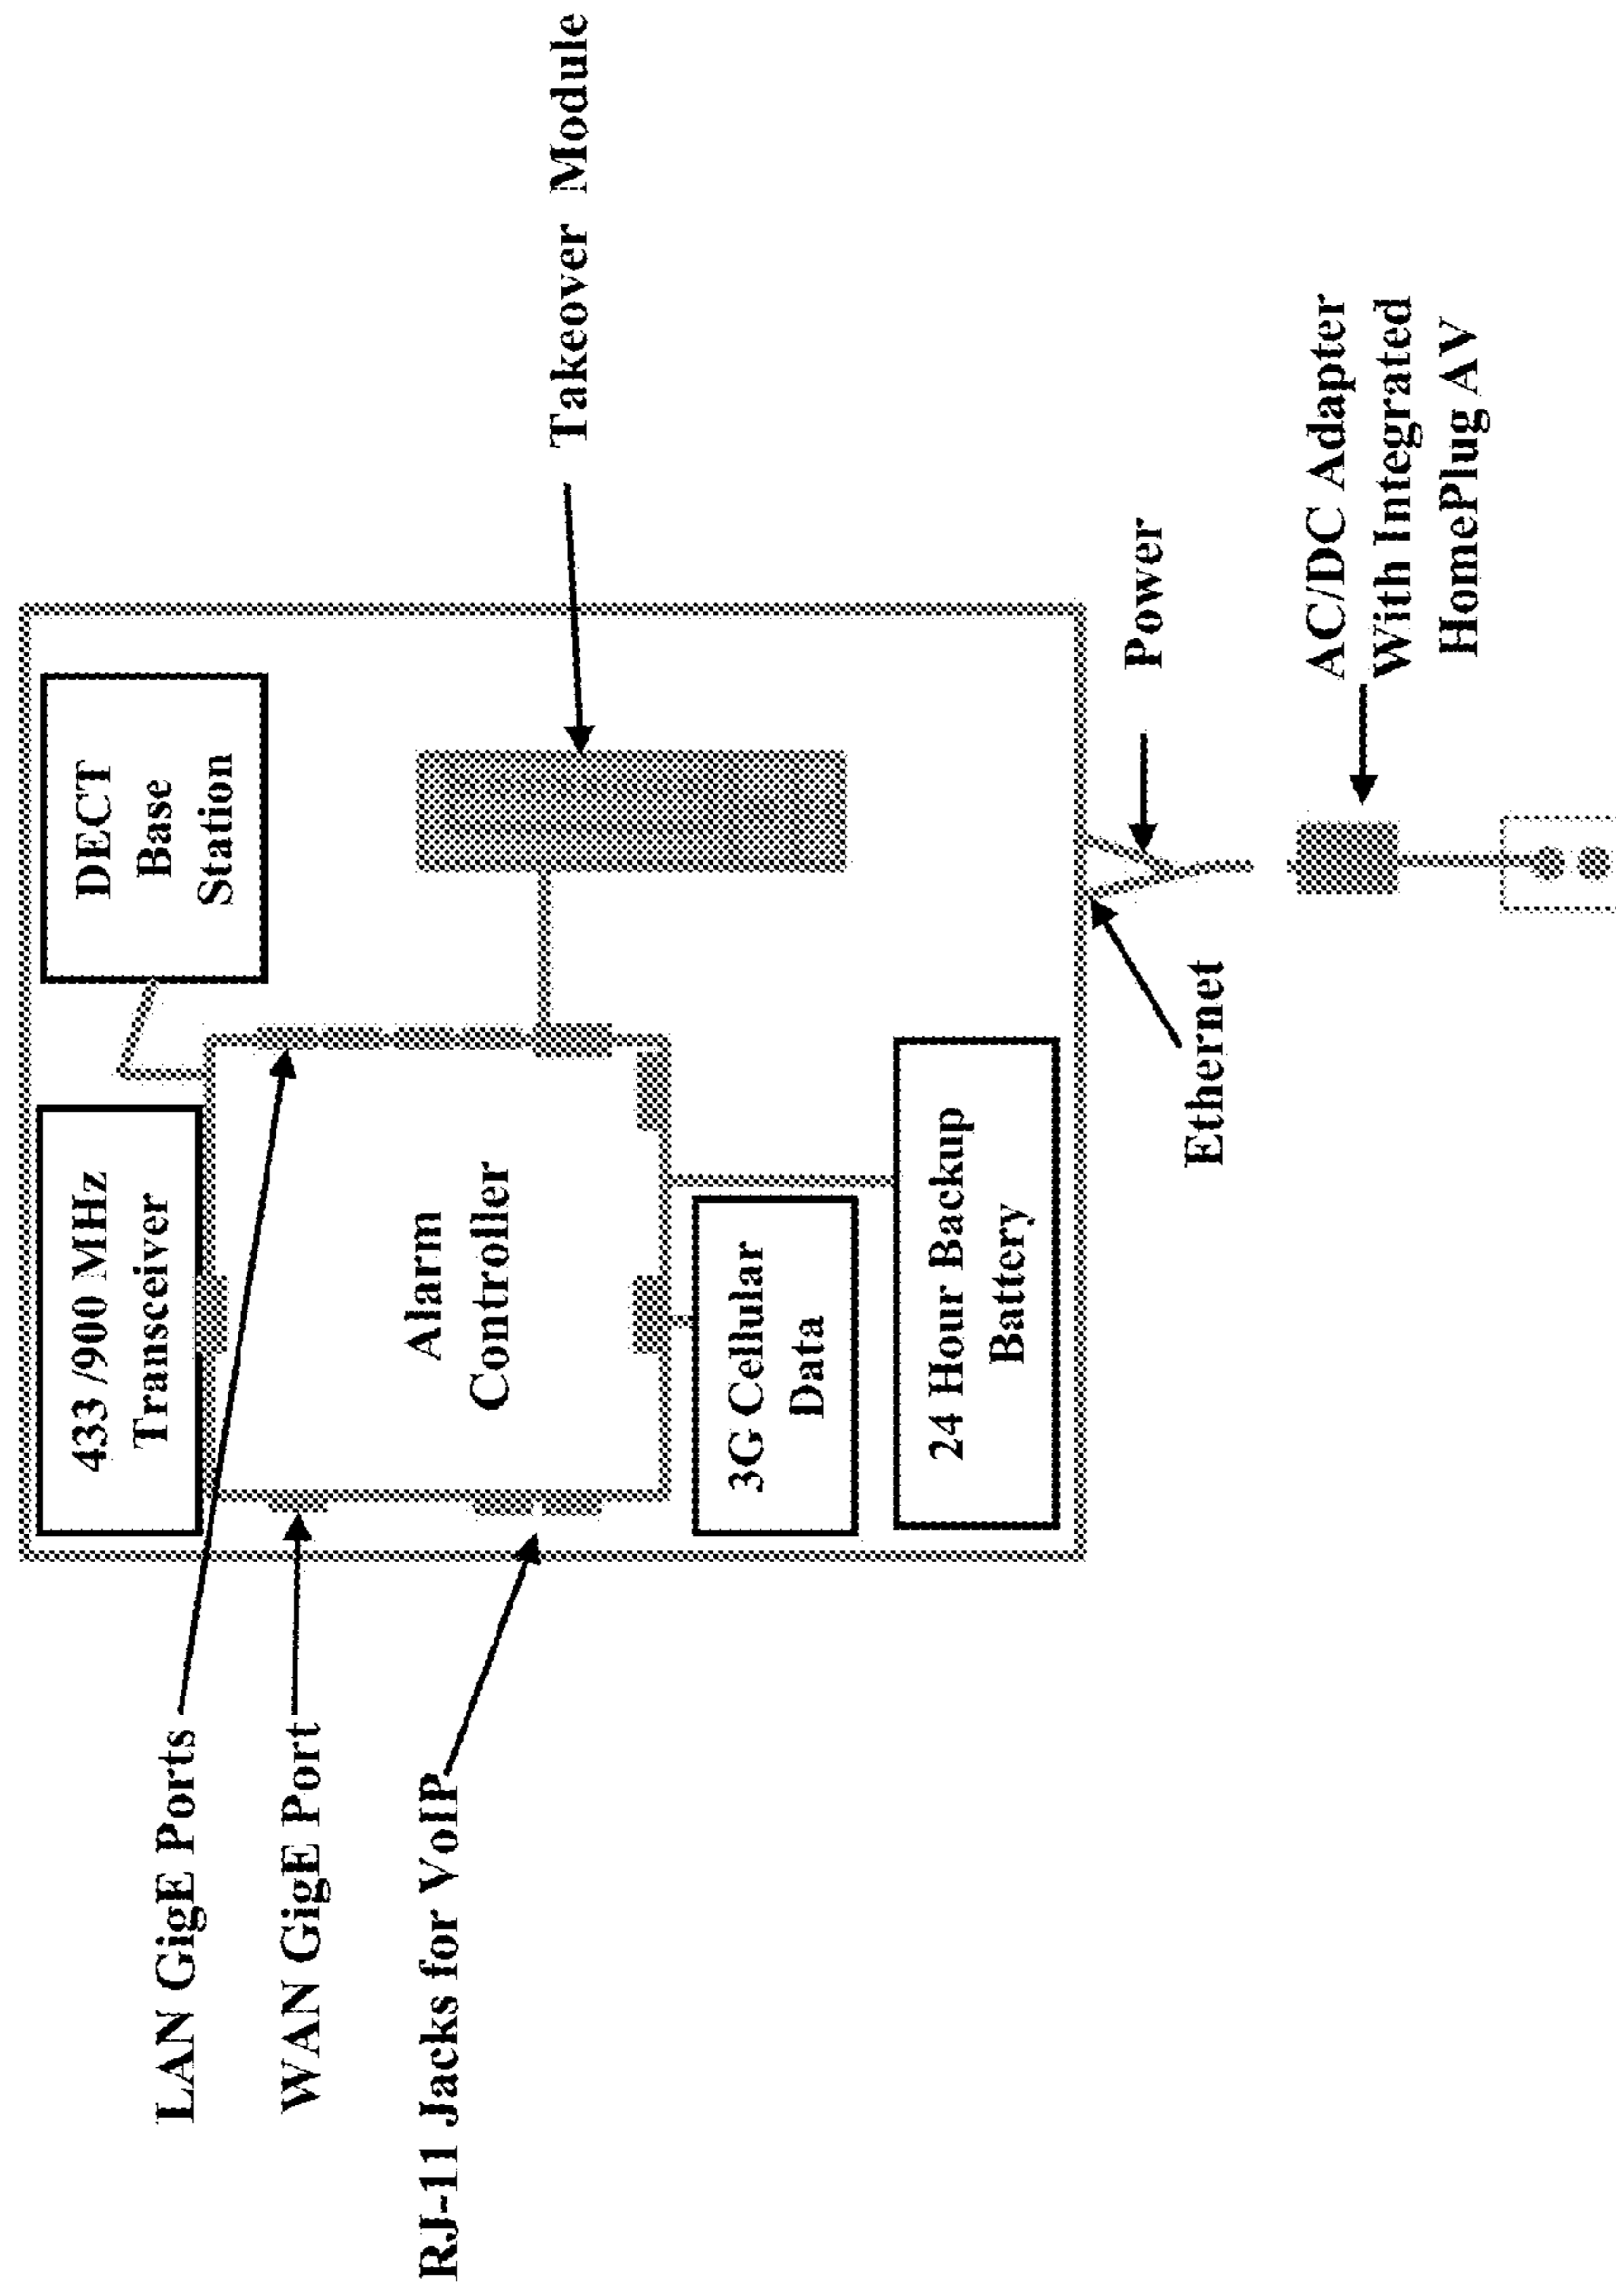 433 /900 MHz
Transceiver
DECT
Base
Station
LAN GigE Ports
WAN GigE Port
RJ-11 Jacks for VoIP
Alarm
Controller
Takeover Module
3G Cellular
Data
24 Hour Backup
Battery
Ethernet
Power
AC/DC Adapter
With Integrated
HomePlug AV